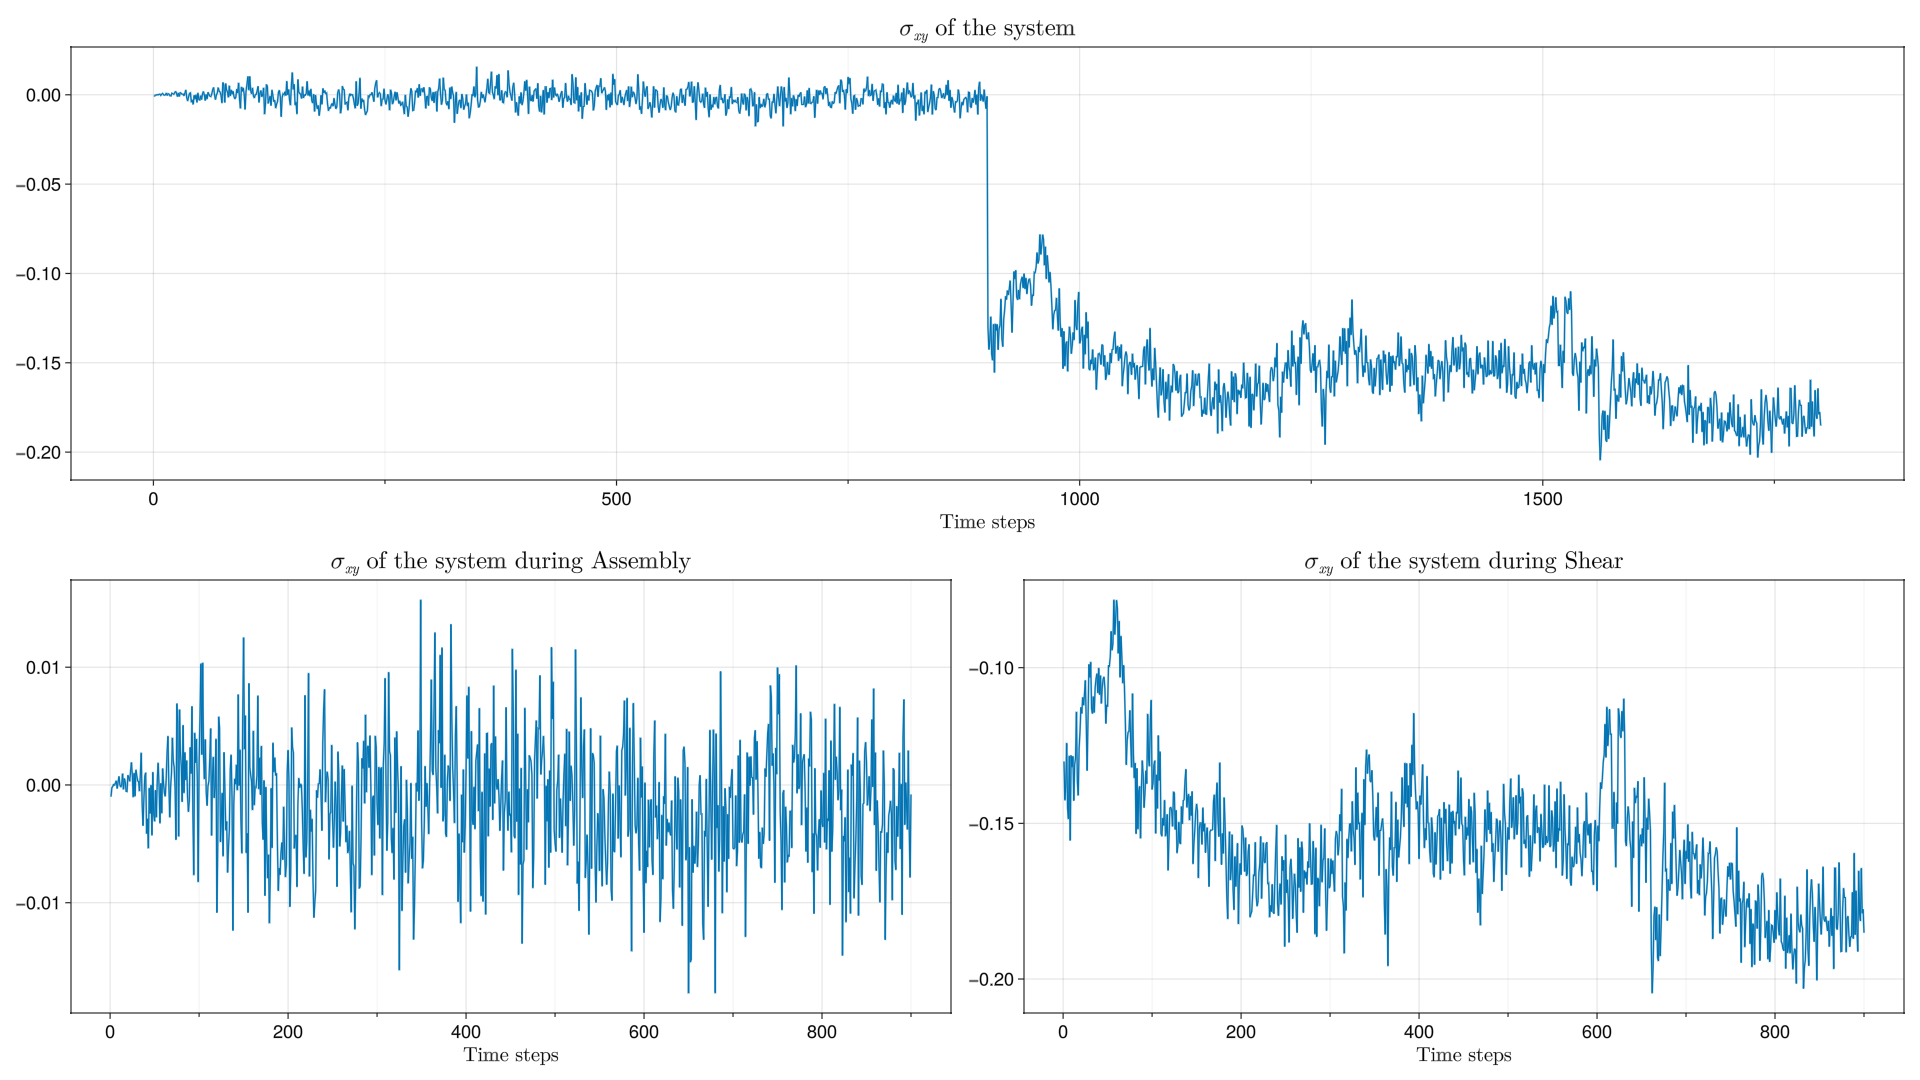 σxy of the system
0.00
−0.05
−0.10
−0.15
−0.20
0 500 1000 1500
Time steps
σxy of the system during Assembly
0.01
0.00
−0.01
0 200 400 600 800
Time steps
σxy of the system during Shear
−0.10
−0.15
−0.20
0 200 400 600 800
Time steps